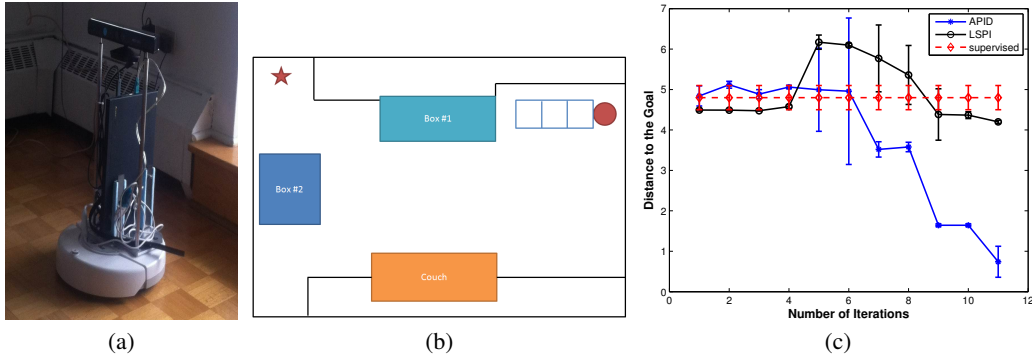 Box #1
Box #2
Couch
7
6
5
4
3
2
1
0
0 2 4 6 8 10 12
Number of Iterations
Distance to the Goal
APID
LSPI
supervised
(a) (b) (c)